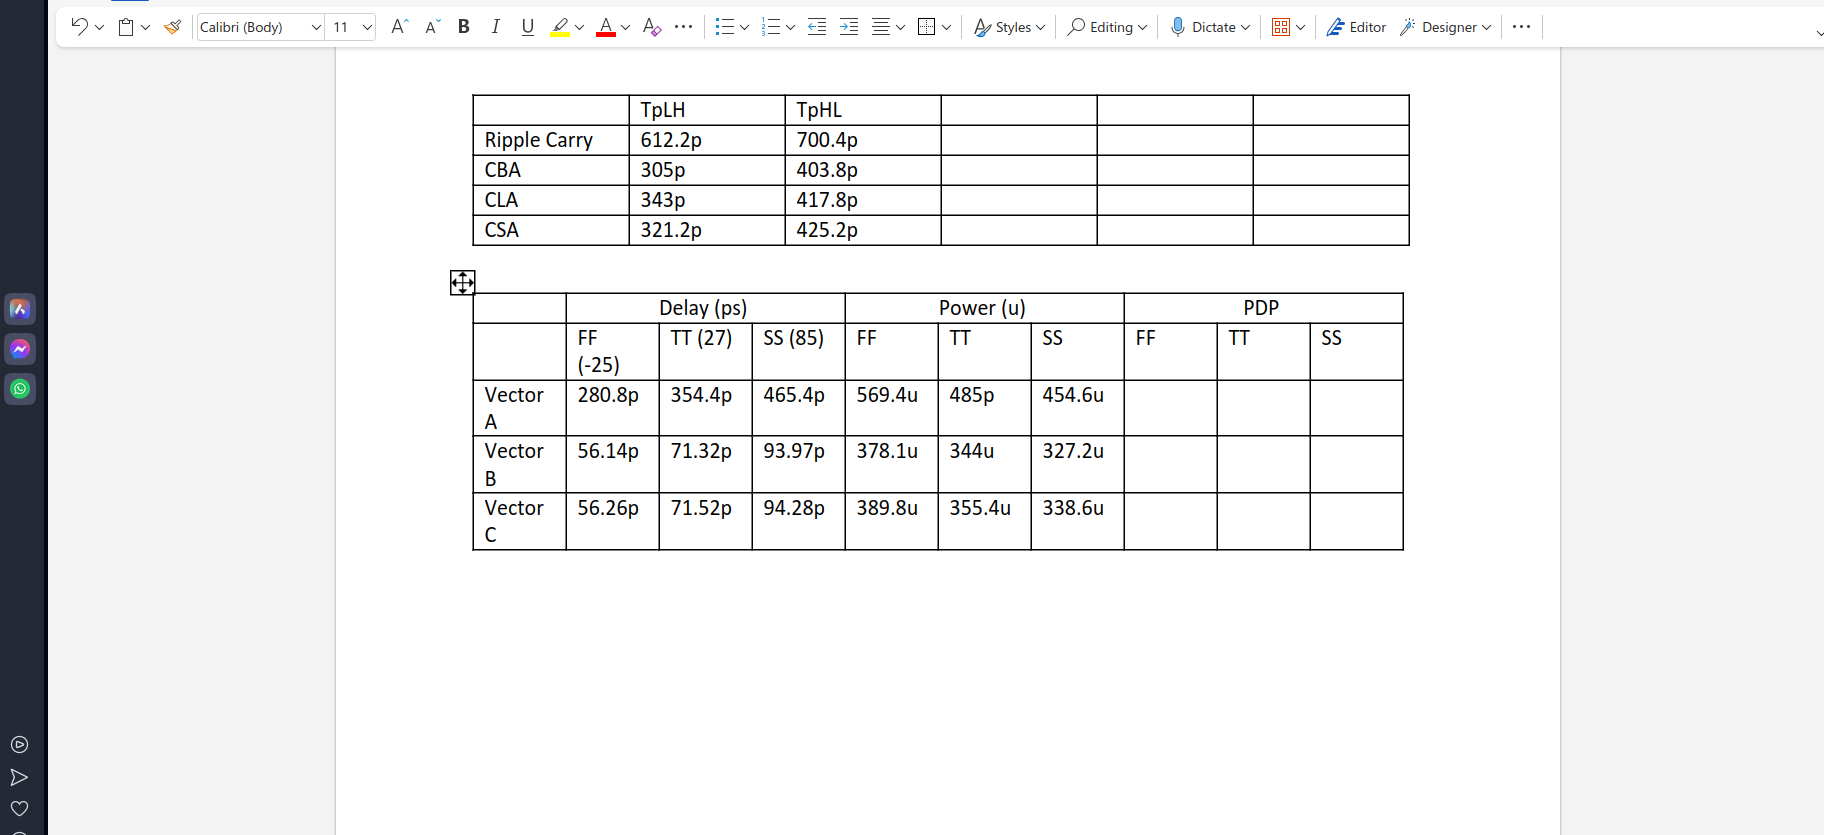 Calibri (Body) 11 A A B I U A A Styles Editing Dictate Editor Designer
TpLH TpHL
Ripple Carry 612.2p 700.4p
CBA 305p 403.8p
CLA 343p 417.8p
CSA 321.2p 425.2p
Delay (ps) Power (u) PDP
FF (-25) TT (27) SS (85) FF TT SS FF TT SS
Vector A 280.8p 354.4p 465.4p 569.4u 485p 454.6u
Vector B 56.14p 71.32p 93.97p 378.1u 344u 327.2u
Vector C 56.26p 71.52p 94.28p 389.8u 355.4u 338.6u